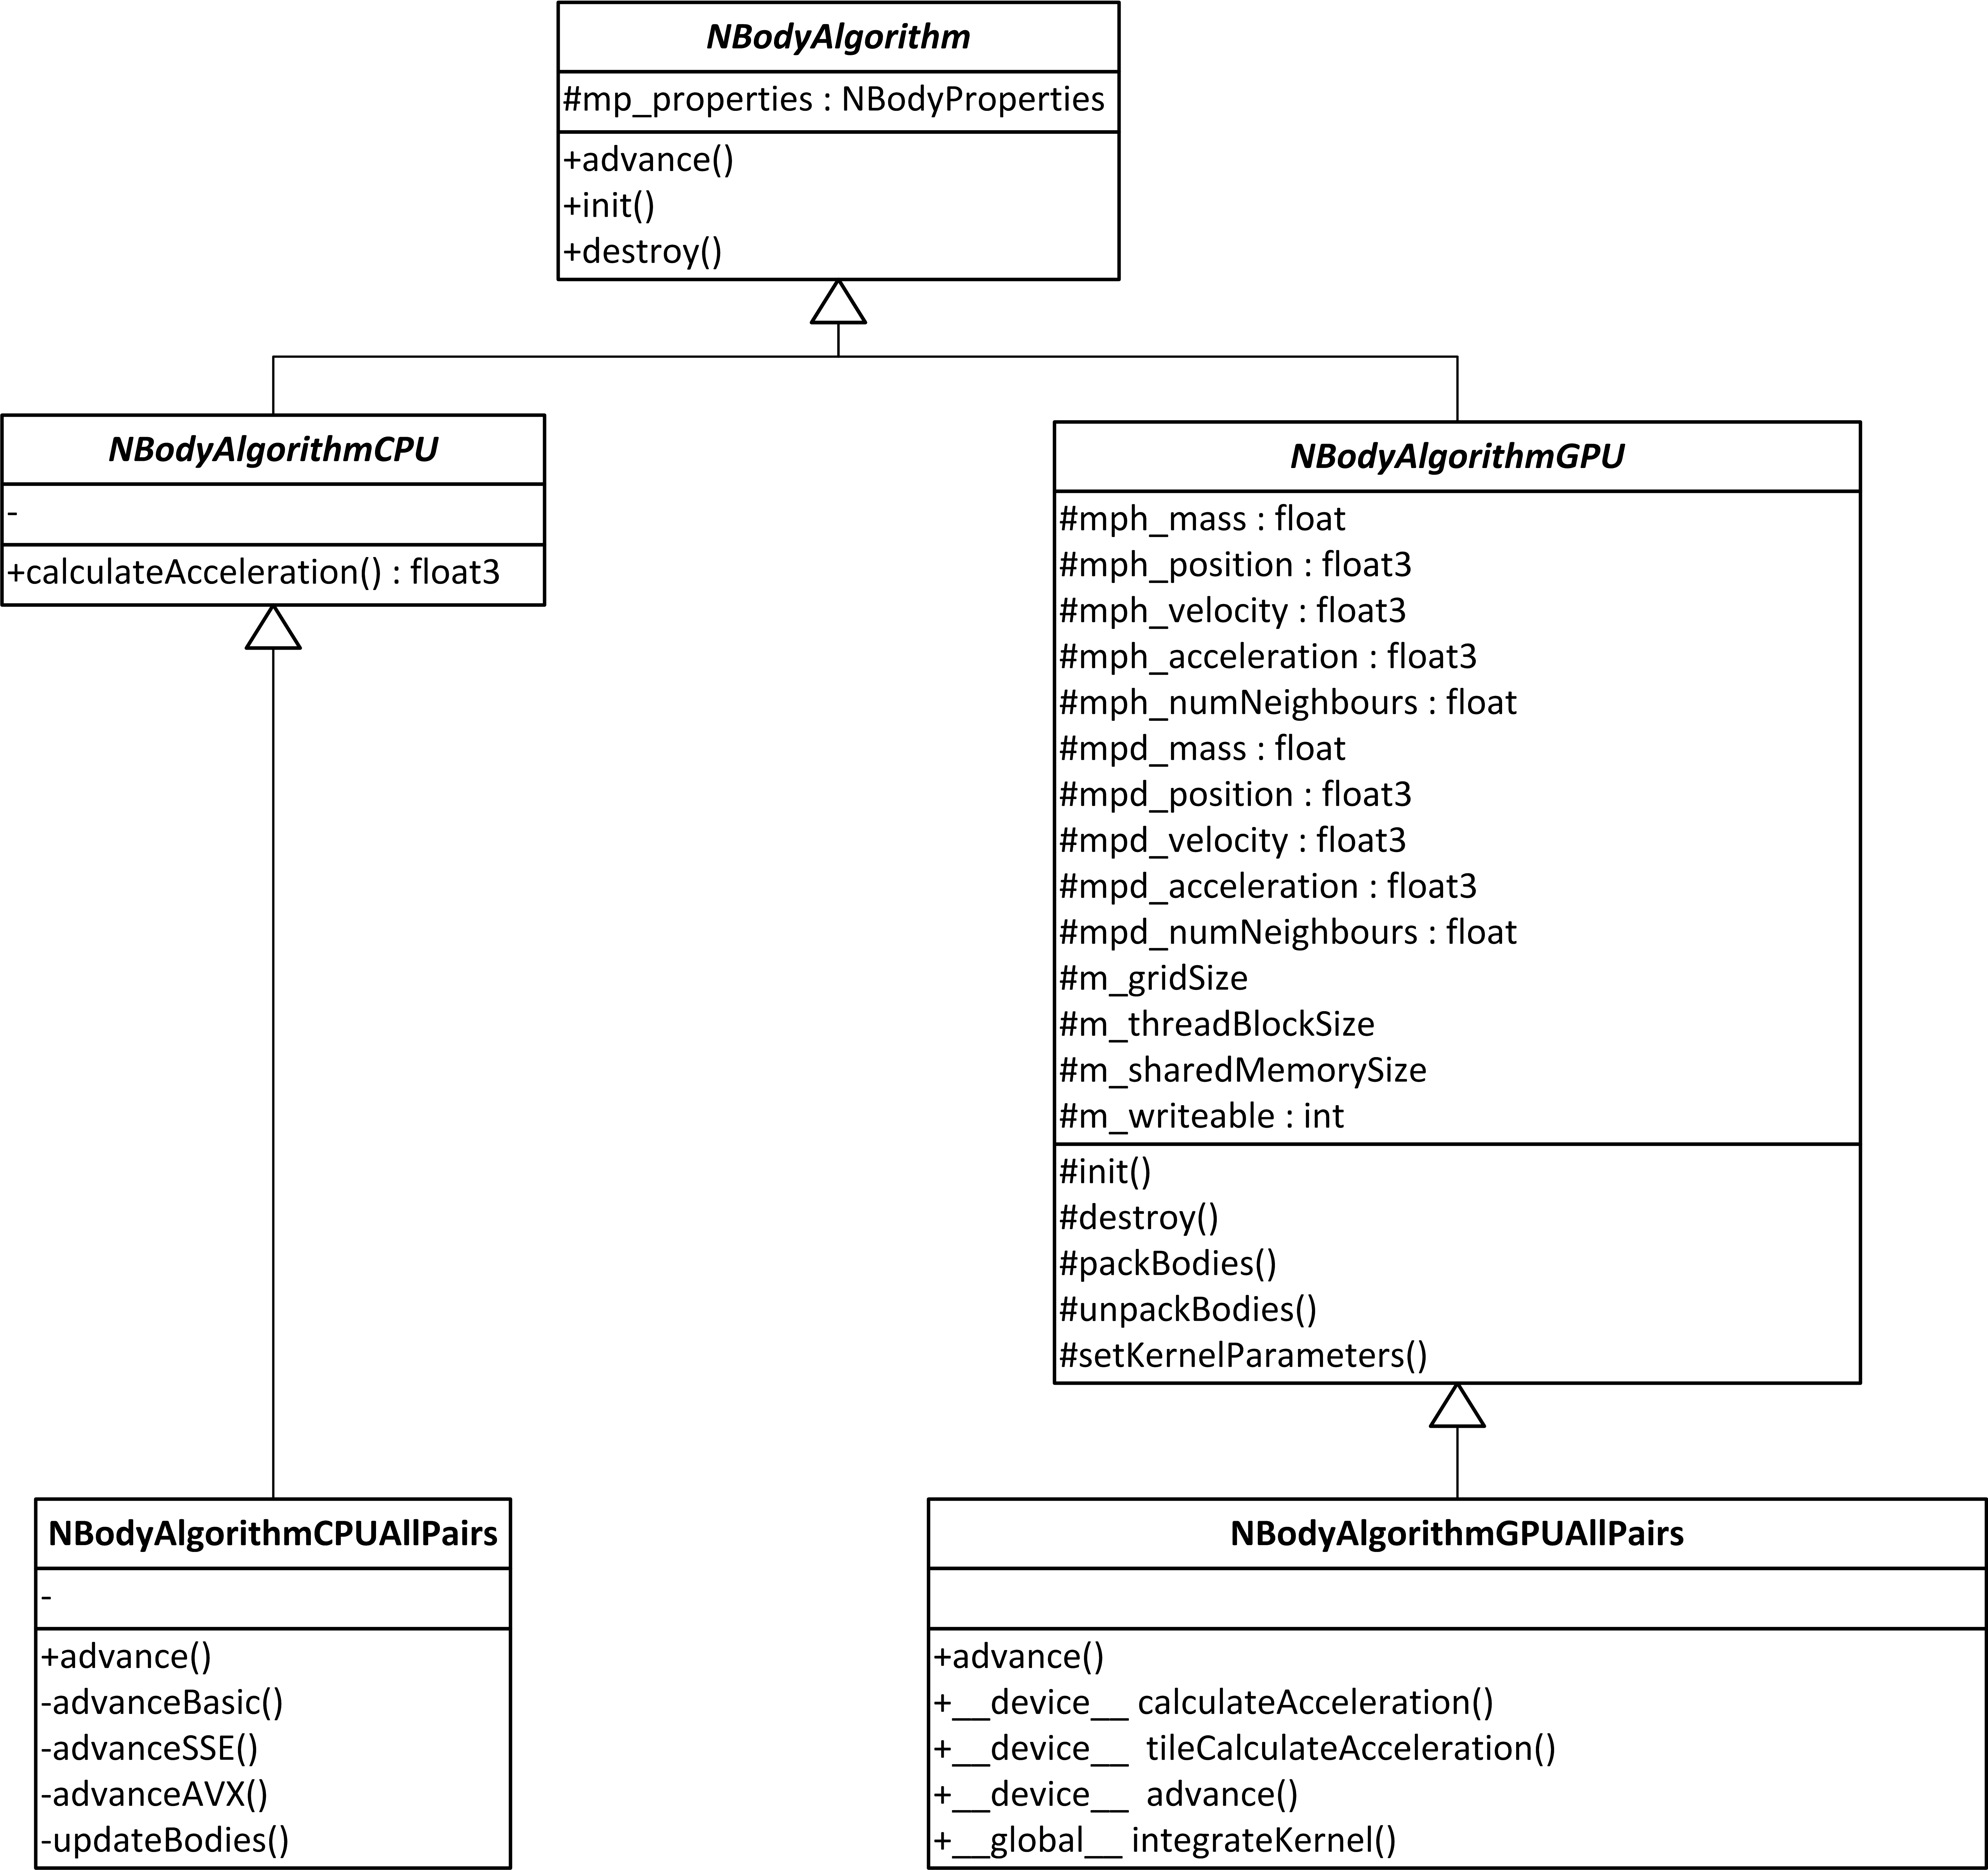 NBodyAlgorithm
#mp_properties : NBodyProperties
+advance()
+init()
+destroy()
NBodyAlgorithmCPU
-
+calculateAcceleration() : float3
NBodyAlgorithmGPU
#mph_mass : float
#mph_position : float3
#mph_velocity : float3
#mph_acceleration : float3
#mph_numNeighbours : float
#mpd_mass : float
#mpd_position : float3
#mpd_velocity : float3
#mpd_acceleration : float3
#mpd_numNeighbours : float
#m_gridSize
#m_threadBlockSize
#m_sharedMemorySize
#m_writeable : int
#init()
#destroy()
#packBodies()
#unpackBodies()
#setKernelParameters()
NBodyAlgorithmCPUAllPairs
-
+advance()
-advanceBasic()
-advanceSSE()
-advanceAVX()
-updateBodies()
NBodyAlgorithmGPUAllPairs
+advance()
+__device__ calculateAcceleration()
+__device__ tileCalculateAcceleration()
+__device__ advance()
+__global__ integrateKernel()